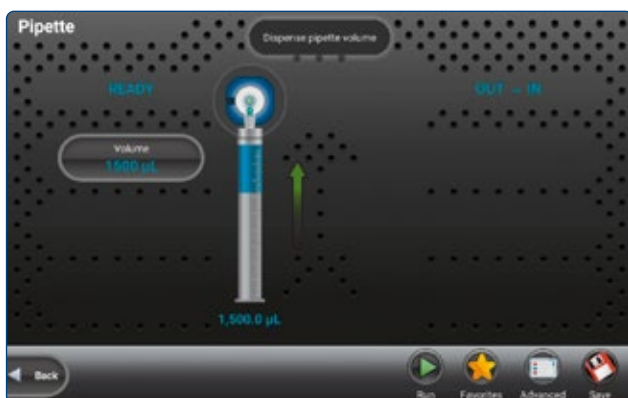 Pipette
Dispense pipette volume
READY
OUT → IN
Volume
1500 µL
1,500.0 µL
Back
Run
Favorites
Advanced
Save